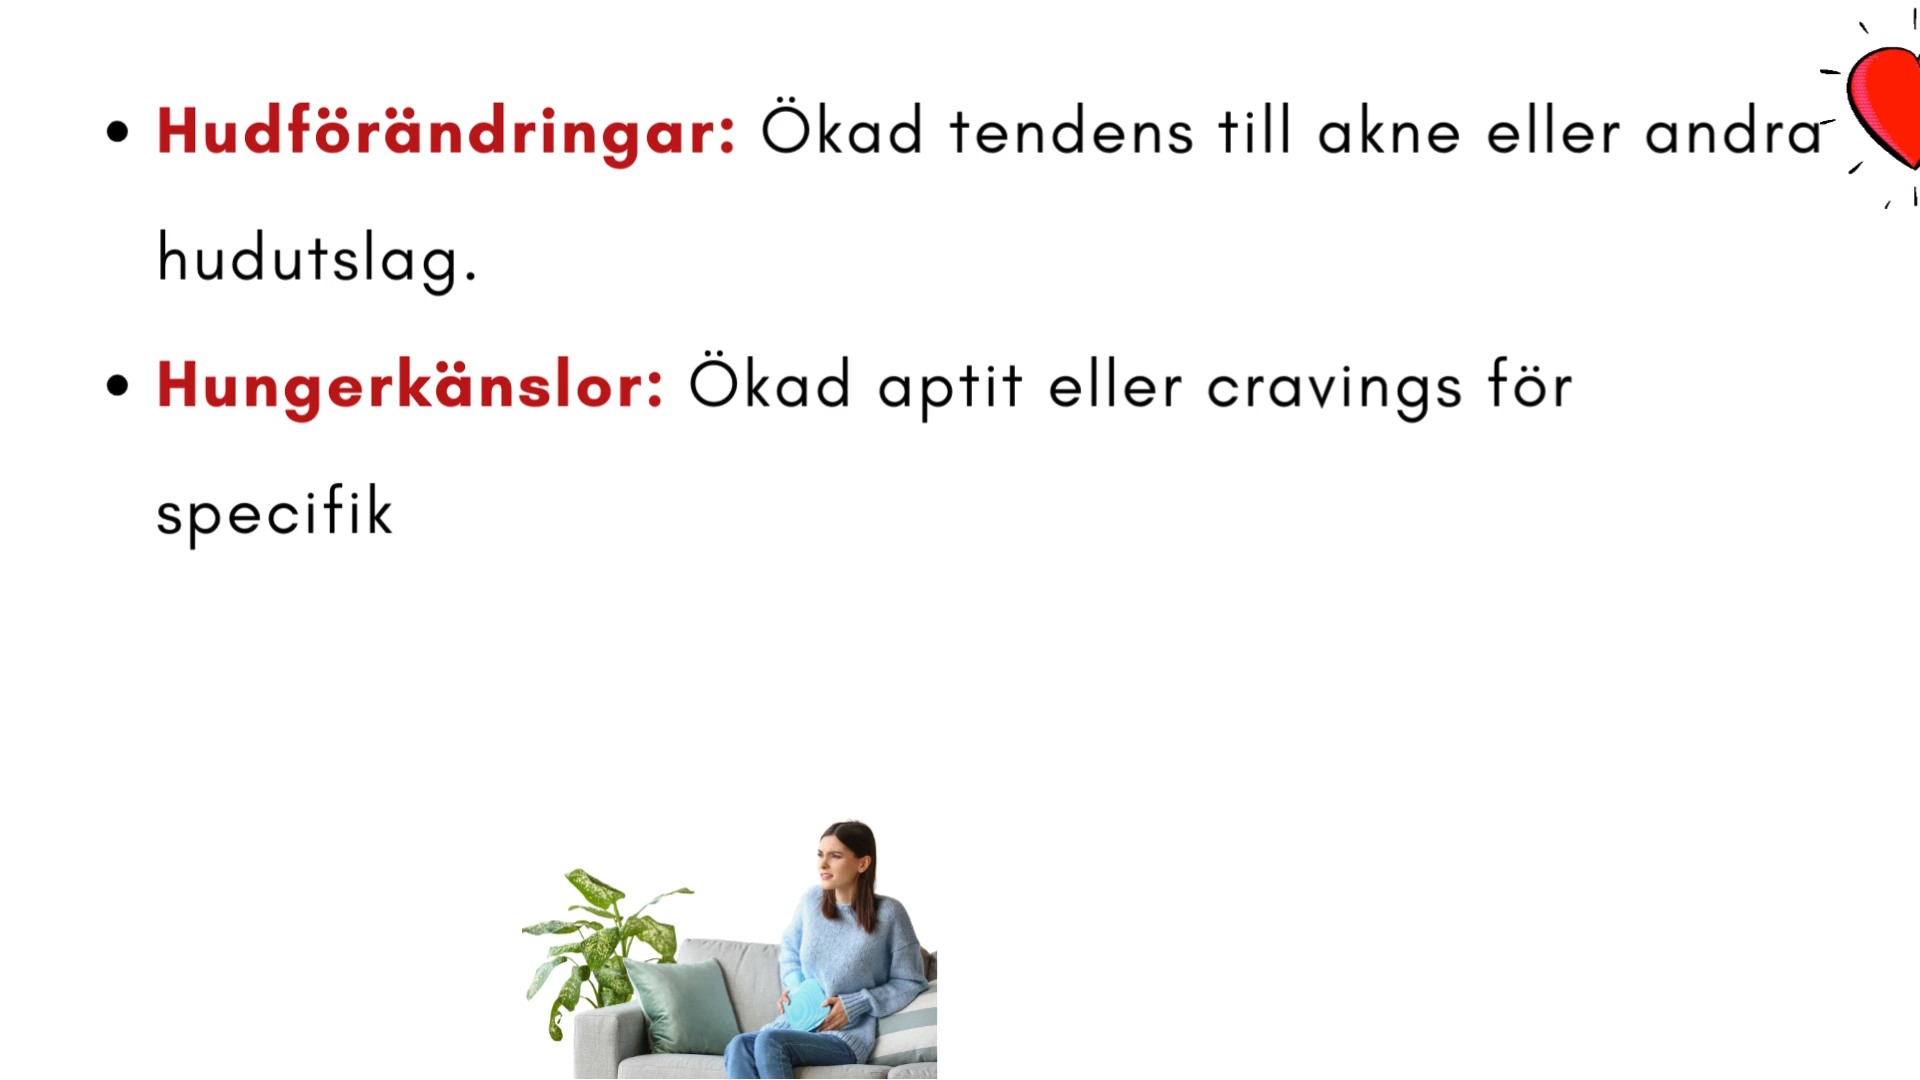 Hudförändringar: Ökad tendens till akne eller andra
hudutslag.
Hungerkänslor: Ökad aptit eller cravings för
specifik